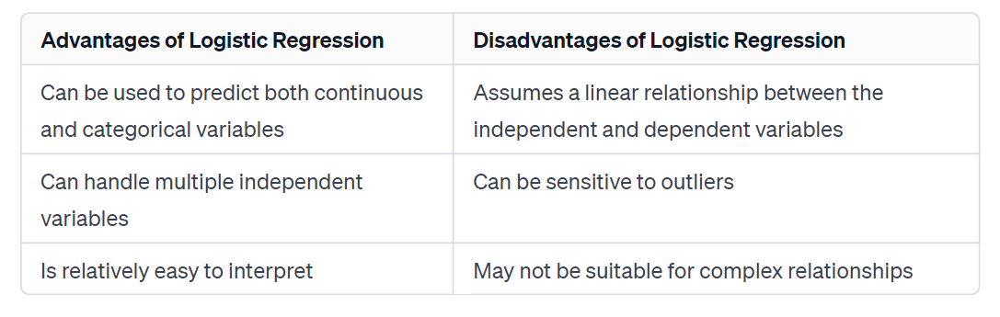 Advantages of Logistic Regression
Disadvantages of Logistic Regression
Can be used to predict both continuous
and categorical variables
Assumes a linear relationship between the
independent and dependent variables
Can handle multiple independent
variables
Can be sensitive to outliers
Is relatively easy to interpret
May not be suitable for complex relationships